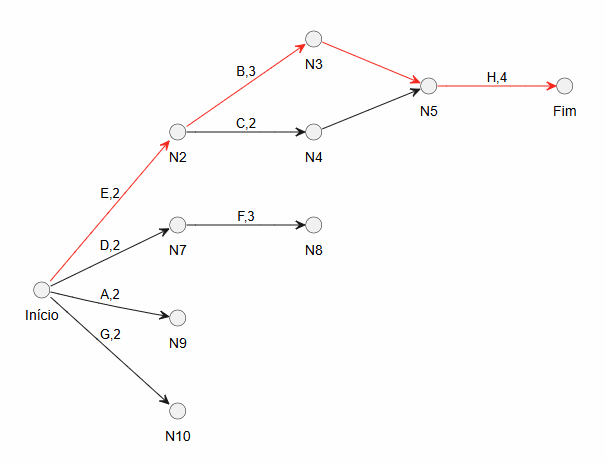 B,3
N3
H,4
N5
Fim
C,2
N2
N4
E,2
F,3
D,2
N7
N8
A,2
Início
G,2
N9
N10